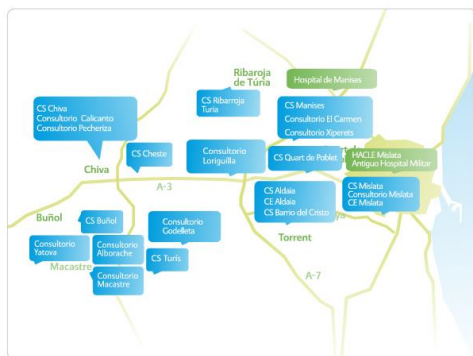 Ribaroja
de Túria
Hospital de Manises
CS Ribarroja
Turia
CS Manises
Consultorio El Carmen
Consultorio Xiperets
CS Chiva
Consultorio Calicanto
Consultorio Pecheriza
CS Cheste
Consultorio
Loriguilla
CS Quart de Poblet
HACLE Mislata
Antiguo Hospital Militar
Chiva
A-3
CS Aldaia
CE Aldaia
CS Barrio del Cristo
CS Mislata
Consultorio Mislata
CE Mislata
Buñol
CS Buñol
Consultorio
Godelleta
Torrent
Consultorio
Yatova
Consultorio
Alborache
CS Turís
Macastre
Consultorio
Macastre
A-7